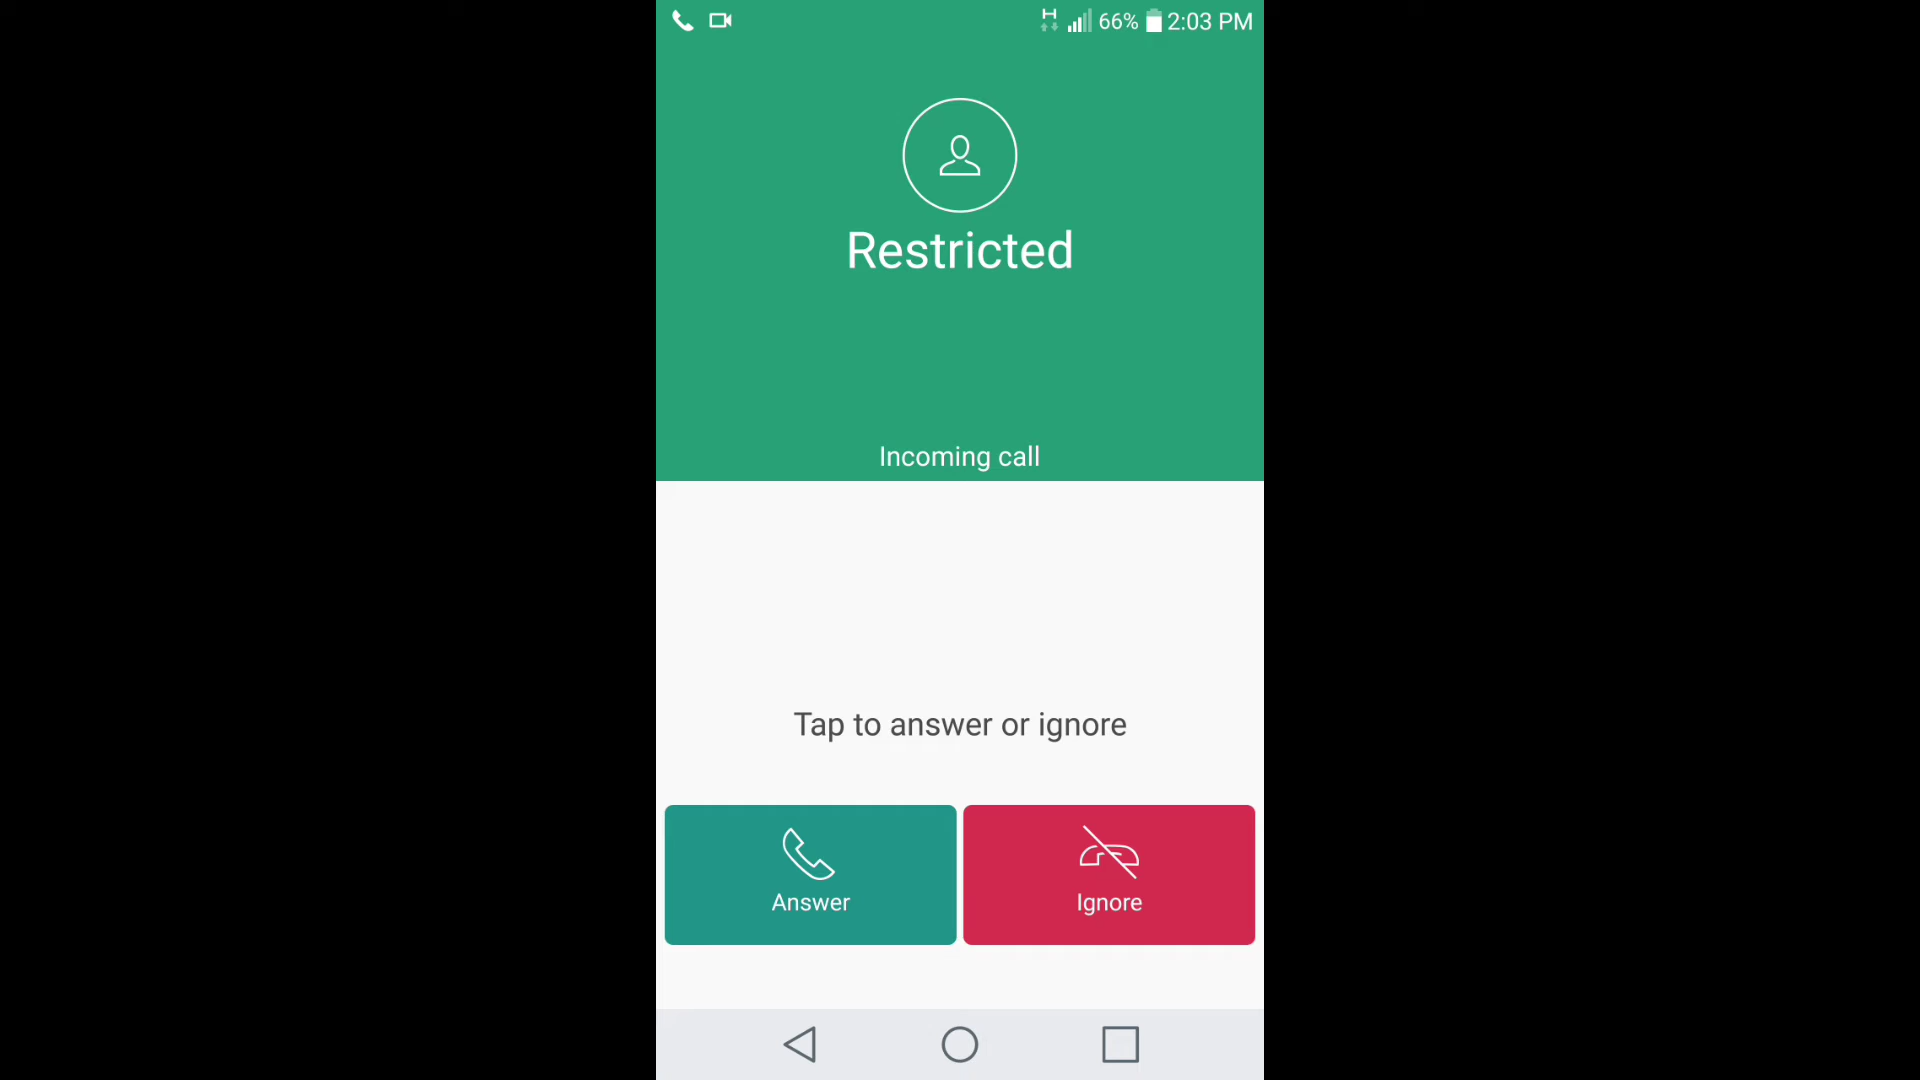 66% 2:03 PM
Restricted
Incoming call
Tap to answer or ignore
Answer
Ignore